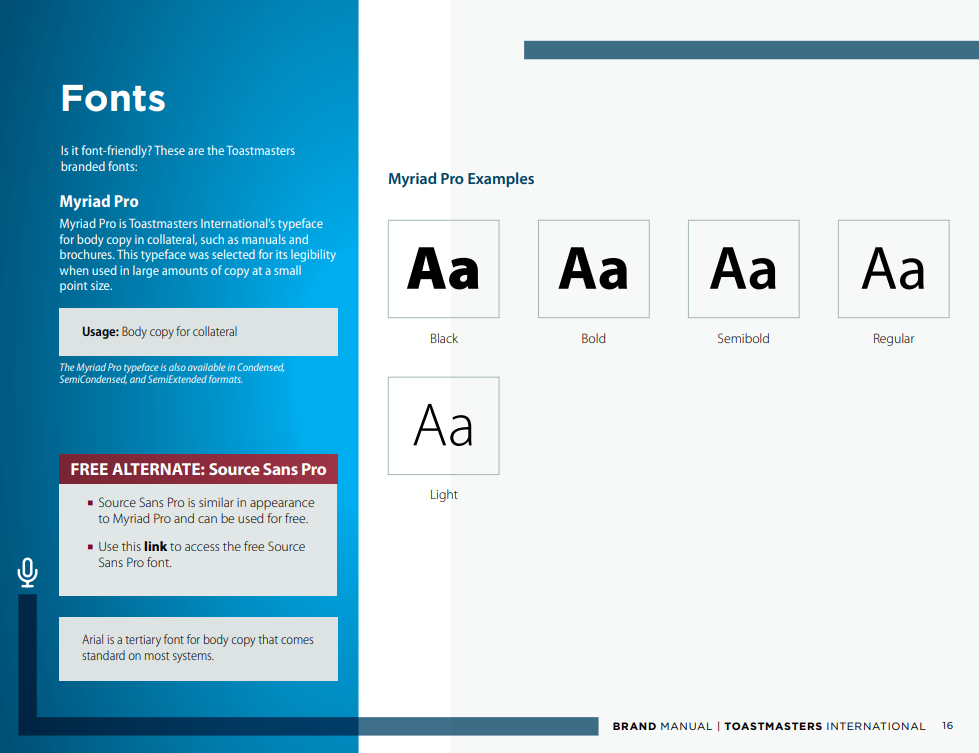 Fonts
Is it font-friendly? These are the Toastmasters
branded fonts:
Myriad Pro
Myriad Pro is Toastmasters International's typeface
for body copy in collateral, such as manuals and
brochures. This typeface was selected for its legibility
when used in large amounts of copy at a small
point size.
Usage: Body copy for collateral
The Myriad Pro typeface is also available in Condensed,
SemiCondensed, and SemiExtended formats.
FREE ALTERNATE: Source Sans Pro
▪ Source Sans Pro is similar in appearance
to Myriad Pro and can be used for free.
▪ Use this link to access the free Source
Sans Pro font.
Arial is a tertiary font for body copy that comes
standard on most systems.
Myriad Pro Examples
Aa Aa Aa Aa
Black Bold Semibold Regular
Aa
Light
BRAND MANUAL | TOASTMASTERS INTERNATIONAL 16